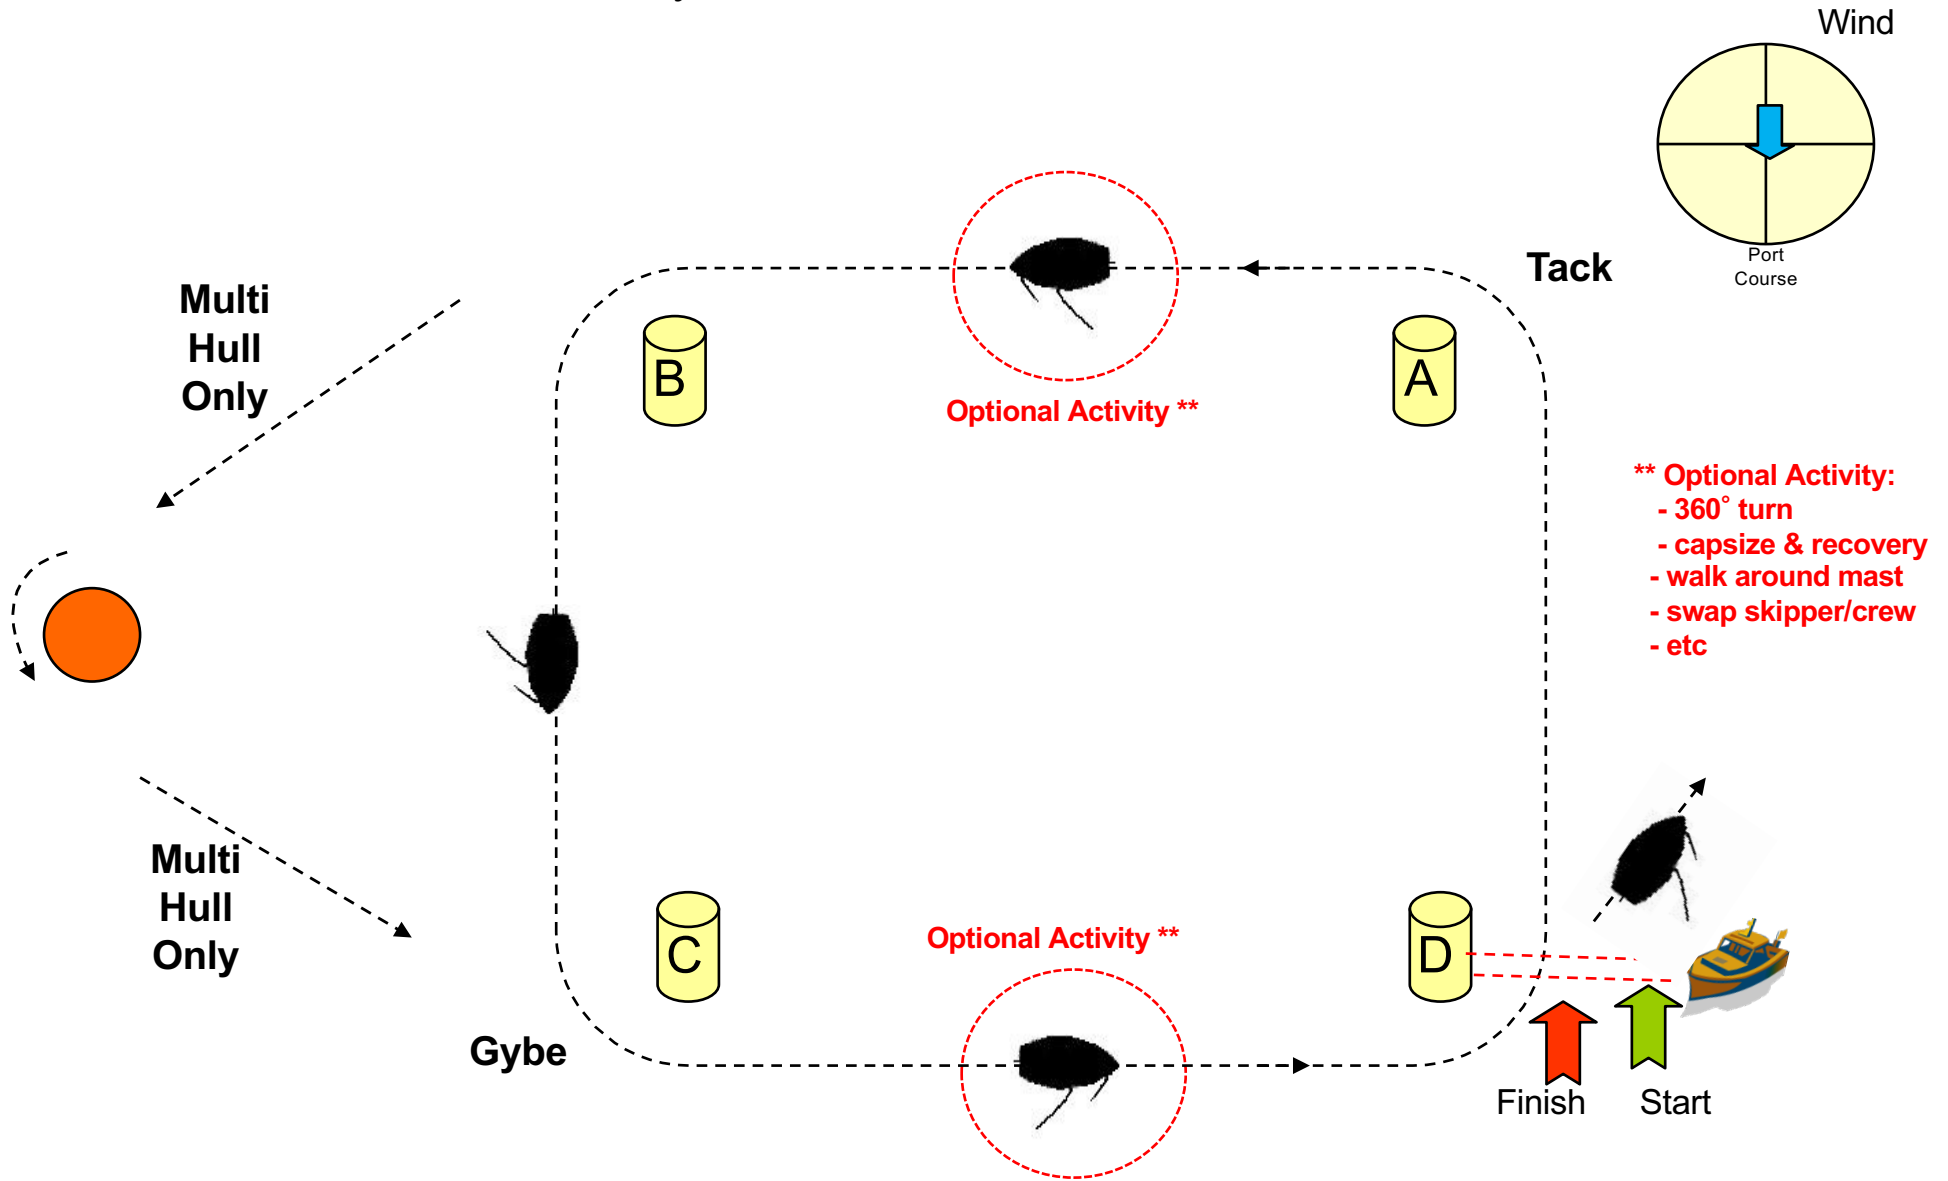 Wind
Port
Course
Tack
Multi
Hull
Only
B
A
Optional Activity **
** Optional Activity:
- 360° turn
- capsize & recovery
- walk around mast
- swap skipper/crew
- etc
Multi
Hull
Only
C
Optional Activity **
D
Gybe
Finish
Start